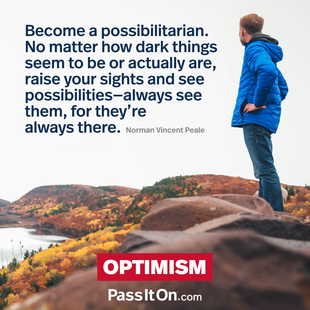 Become a possibilitarian.
No matter how dark things
seem to be or actually are,
raise your sights and see
possibilities—always see
them, for they're
always there. Norman Vincent Peale
OPTIMISM
PassItOn.com